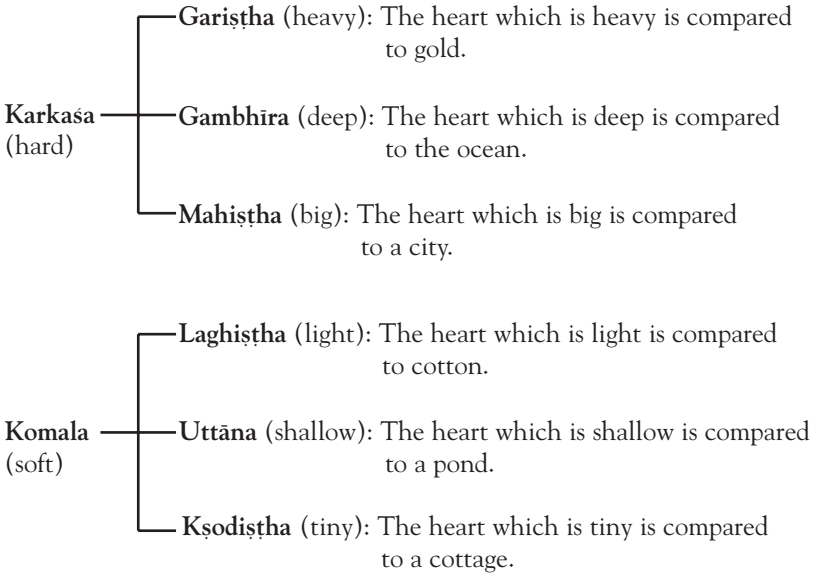 Gariṣṭha (heavy): The heart which is heavy is compared
to gold.
Karkaśa
(hard)
Gambhīra (deep): The heart which is deep is compared
to the ocean.
Mahiṣṭha (big): The heart which is big is compared
to a city.
Laghiṣṭha (light): The heart which is light is compared
to cotton.
Komala
(soft)
Uttāna (shallow): The heart which is shallow is compared
to a pond.
Kṣodiṣṭha (tiny): The heart which is tiny is compared
to a cottage.